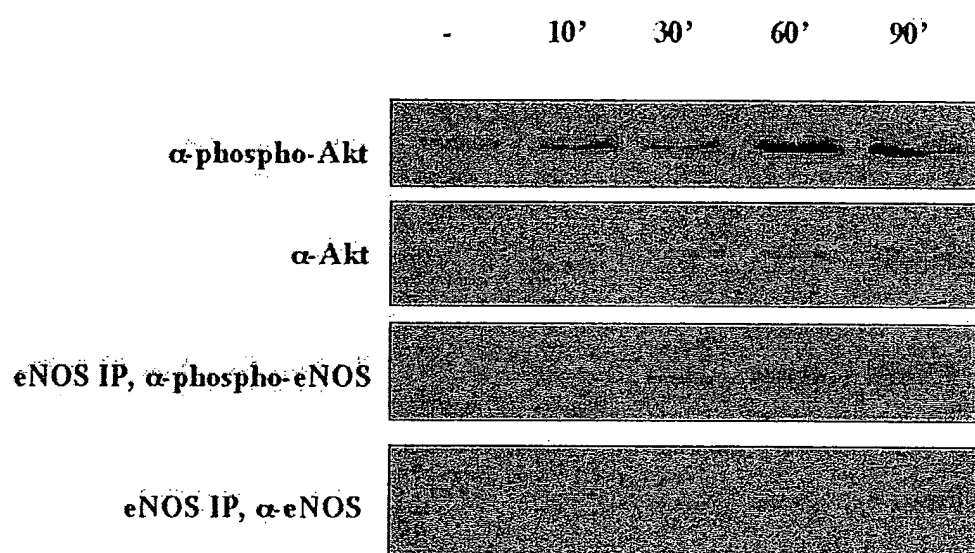 - 10’ 30’ 60’ 90’
α-phospho-Akt
α-Akt
eNOS IP, α-phospho-eNOS
eNOS IP, α-eNOS